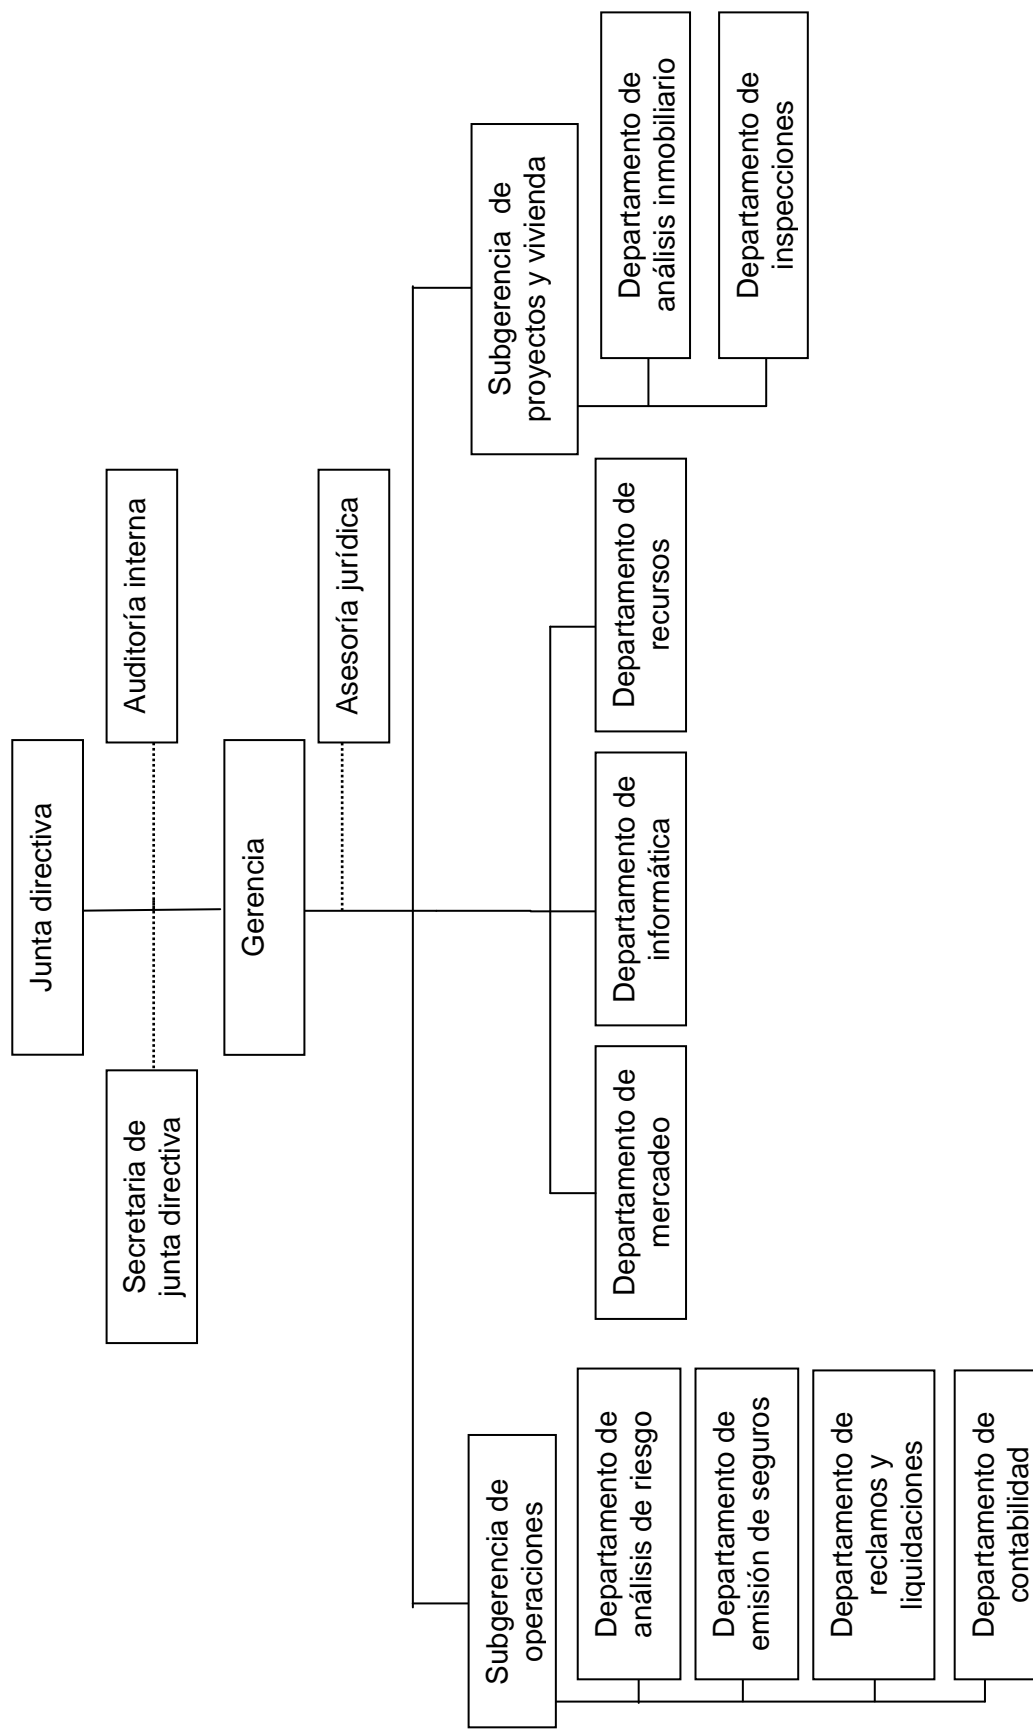 Junta directiva
Secretaria de
junta directiva
Auditoría interna
Gerencia
Asesoría jurídica
Subgerencia de
operaciones
Subgerencia de
proyectos y vivienda
Departamento de
análisis de riesgo
Departamento de
emisión de seguros
Departamento de
reclamos y
liquidaciones
Departamento de
contabilidad
Departamento de
mercadeo
Departamento de
informática
Departamento de
recursos
Departamento de
análisis inmobiliario
Departamento de
inspecciones